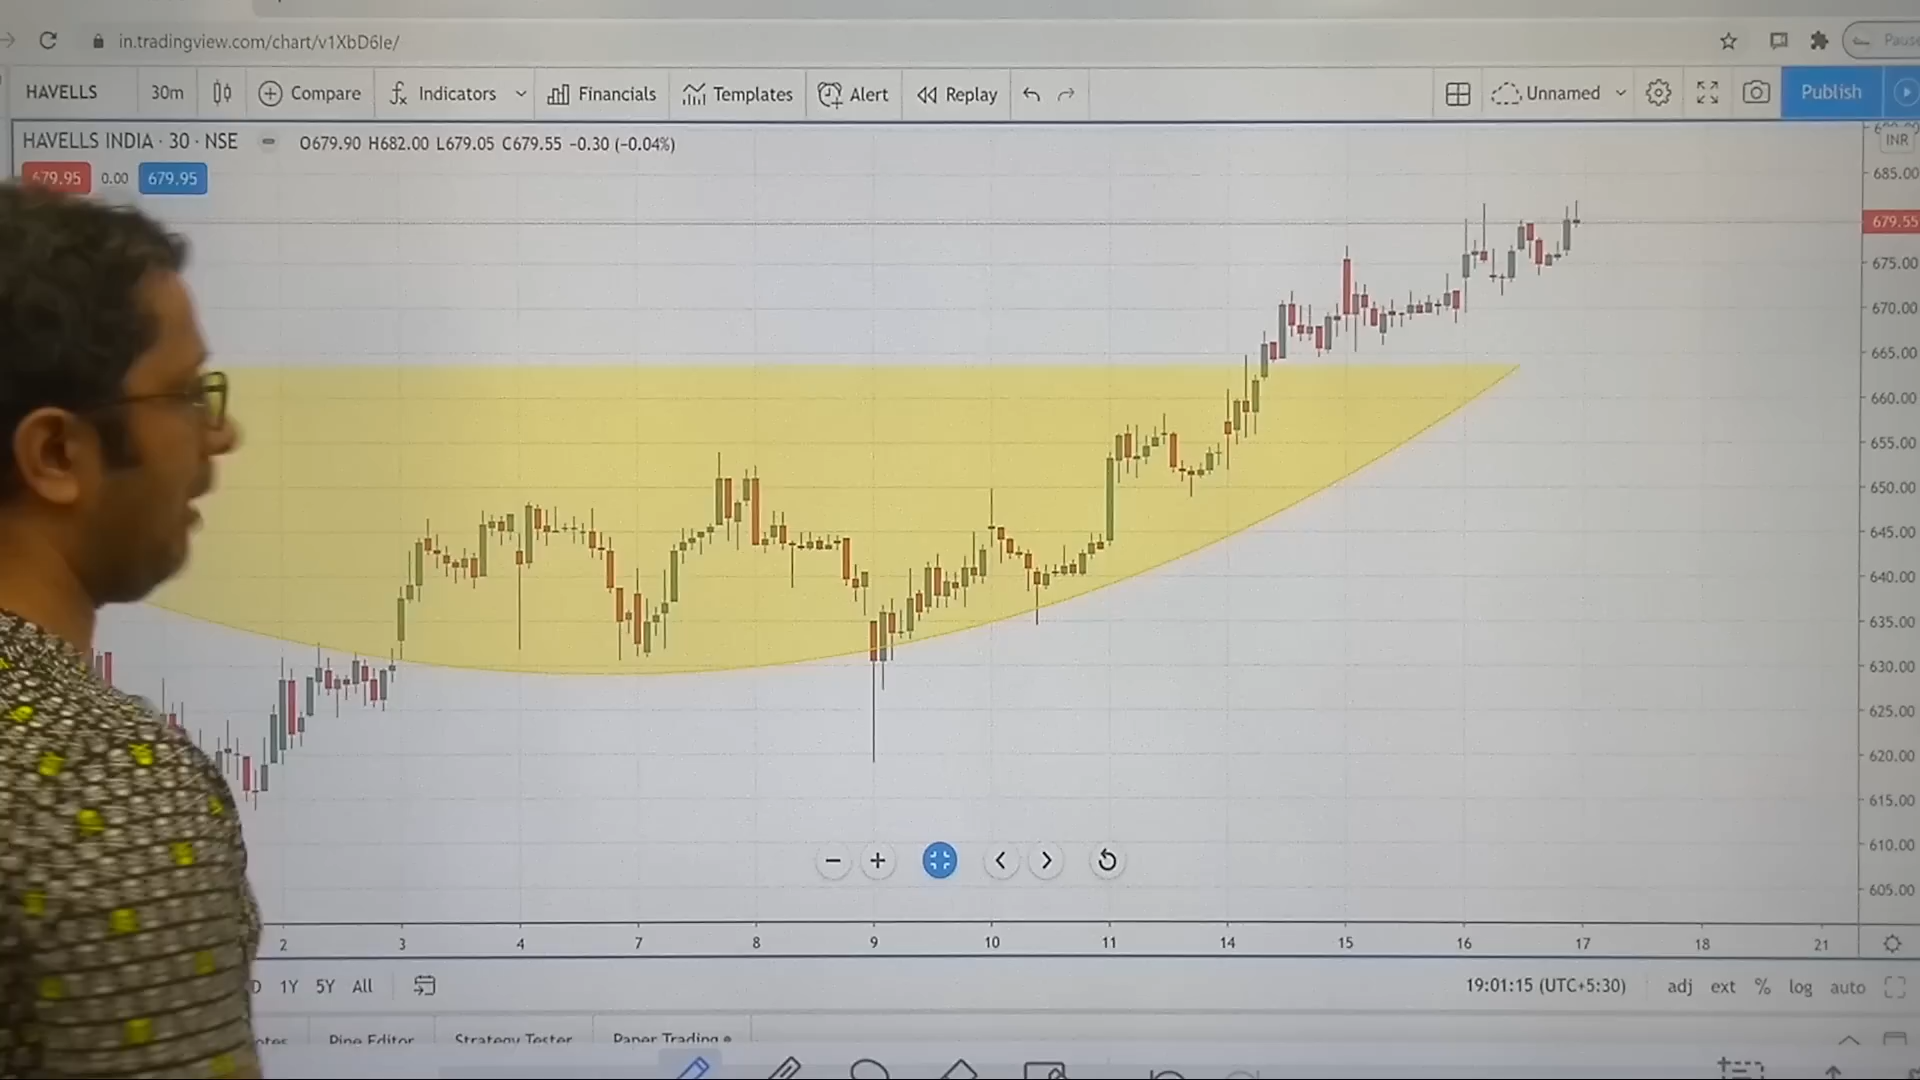 in.tradingview.com/chart/v1XbD6Ie/
HAVELLS 30m Compare Indicators Financials Templates Alert Replay Unnamed Publish
HAVELLS INDIA · 30 · NSE O679.90 H682.00 L679.05 C679.55 −0.30 (−0.04%)
INR
679.95 0.00 679.95
685.00
679.55
675.00
670.00
665.00
660.00
655.00
650.00
645.00
640.00
635.00
630.00
625.00
620.00
615.00
610.00
605.00
2 3 4 7 8 9 10 11 14 15 16 17 18 21
1Y 5Y All 19:01:15 (UTC+5:30) adj ext % log auto
Pine Editor Strategy Tester Paper Trading